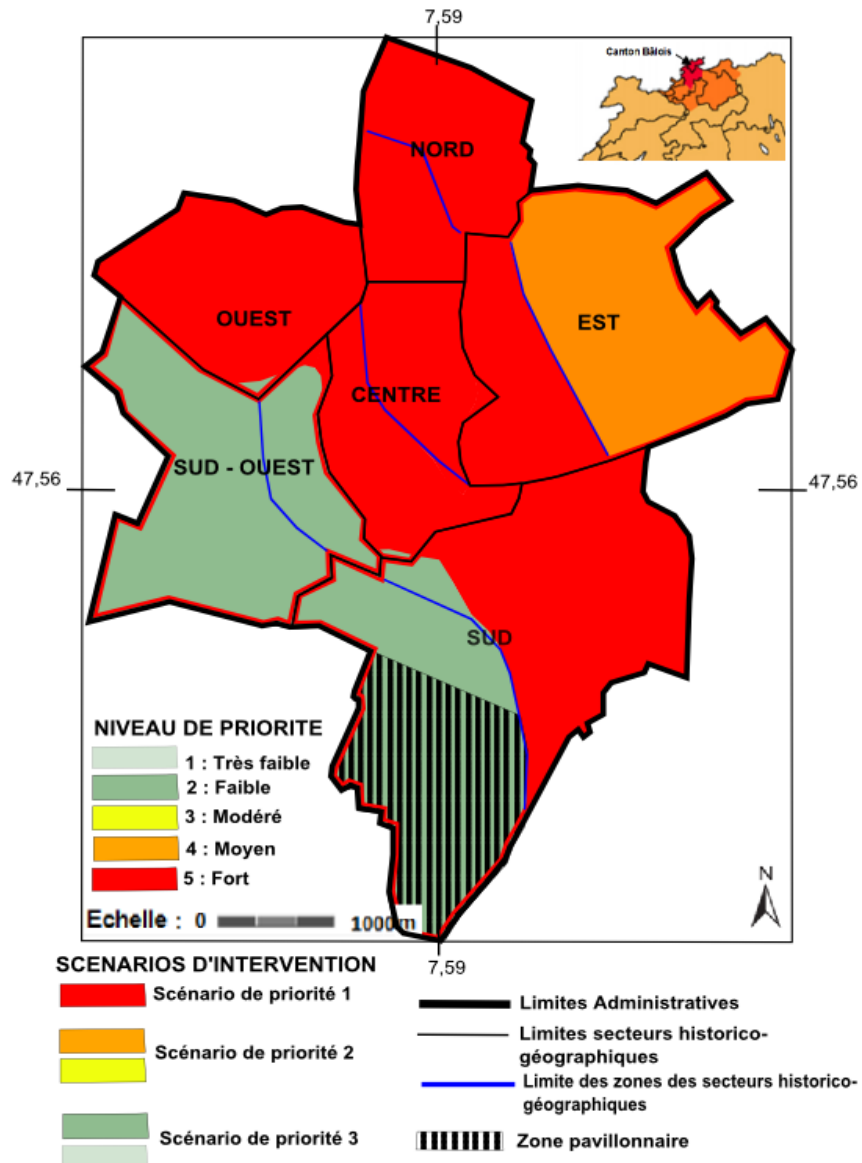 7,59
Canton Bâlois
NORD
OUEST
EST
CENTRE
SUD - OUEST
47,56
47,56
SUD
NIVEAU DE PRIORITE
1 : Très faible
2 : Faible
3 : Modéré
4 : Moyen
5 : Fort
Echelle : 0 1000m
N
7,59
SCENARIOS D'INTERVENTION
Scénario de priorité 1
Scénario de priorité 2
Scénario de priorité 3
Limites Administratives
Limites secteurs historico-
géographiques
Limite des zones des secteurs historico-
géographiques
Zone pavillonnaire